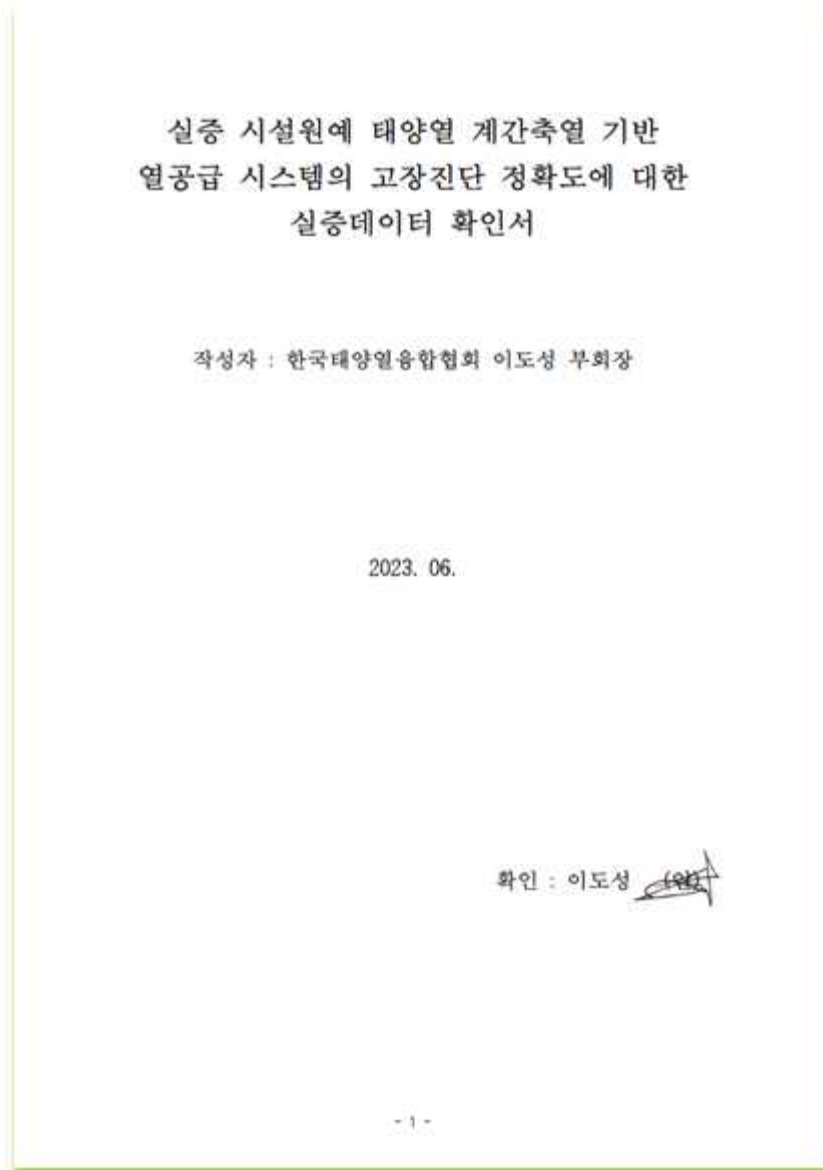 실증 시설원예 태양열 계간축열 기반
열공급 시스템의 고장진단 정확도에 대한
실증데이터 확인서
작성자 : 한국태양열융합협회 이도성 부회장
2023. 06.
확인 : 이도성 (인)
- 1 -